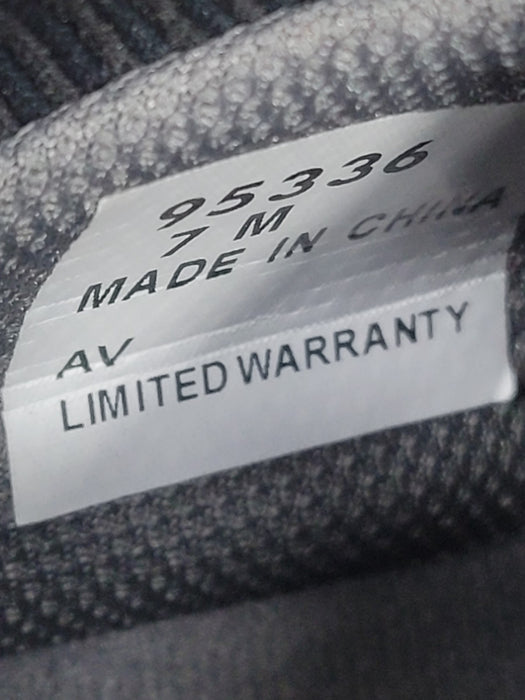 95336
7 M
MADE IN CHINA
AV
LIMITED WARRANTY